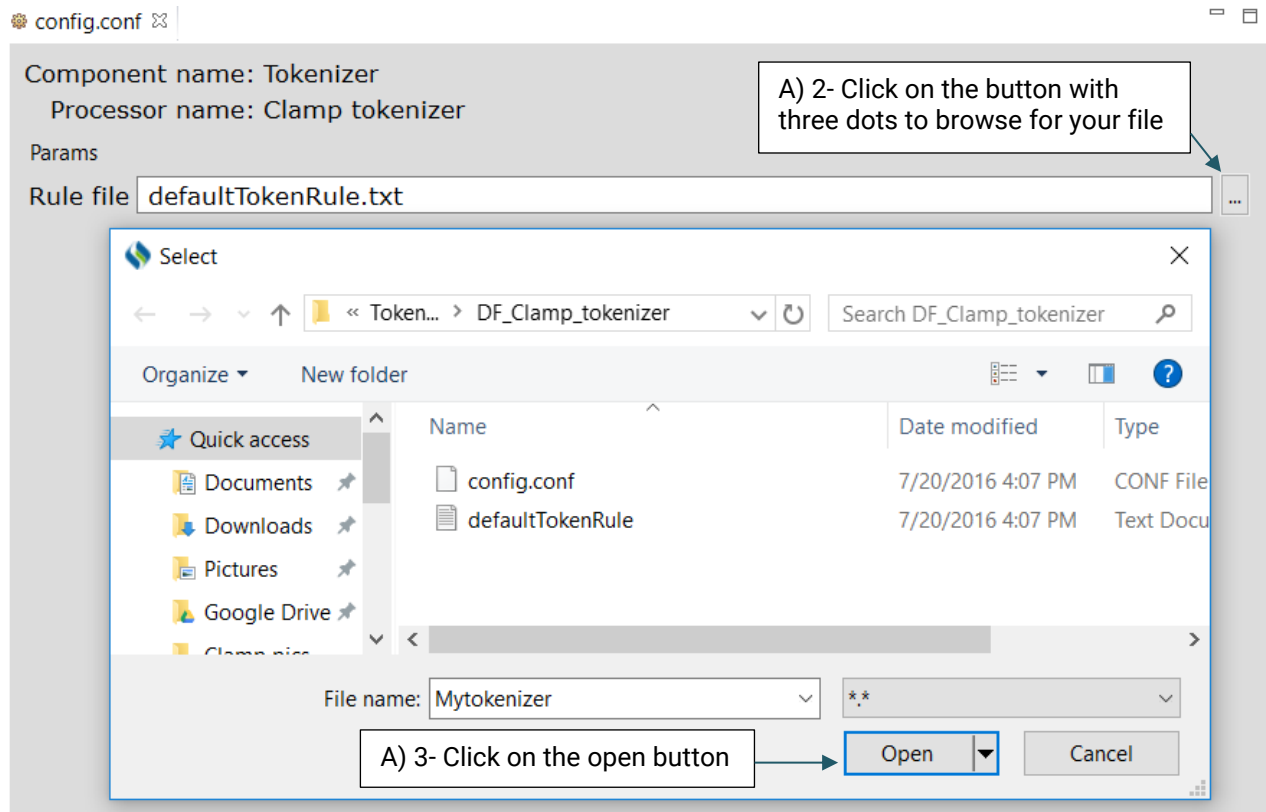 config.conf
Component name: Tokenizer
Processor name: Clamp tokenizer
A) 2- Click on the button with
three dots to browse for your file
Params
Rule file defaultTokenRule.txt ...
Select
« Token... > DF_Clamp_tokenizer Search DF_Clamp_tokenizer
Organize New folder ?
Name Date modified Type
Quick access
Documents config.conf 7/20/2016 4:07 PM CONF File
Downloads defaultTokenRule 7/20/2016 4:07 PM Text Docu
Pictures
Google Drive
Clamp pics
File name: Mytokenizer *.*
A) 3- Click on the open button Open Cancel